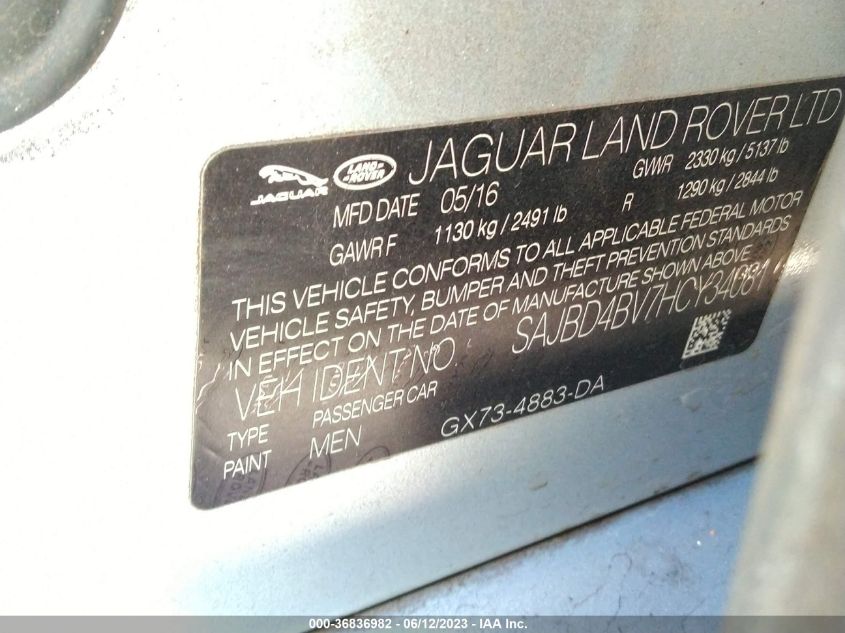 JAGUAR LAND ROVER LTD
JAGUAR
LAND
ROVER
MFD DATE 05/16 GVWR 2330 kg / 5137 lb
GAWR F 1130 kg / 2491 lb R 1290 kg / 2844 lb
THIS VEHICLE CONFORMS TO ALL APPLICABLE FEDERAL MOTOR
VEHICLE SAFETY, BUMPER AND THEFT PREVENTION STANDARDS
IN EFFECT ON THE DATE OF MANUFACTURE SHOWN ABOVE
VEH IDENT NO SAJBD4BV7HCY34081
TYPE PASSENGER CAR
PAINT MEN GX73-4883-DA
000-36836982 - 06/12/2023 - IAA Inc.